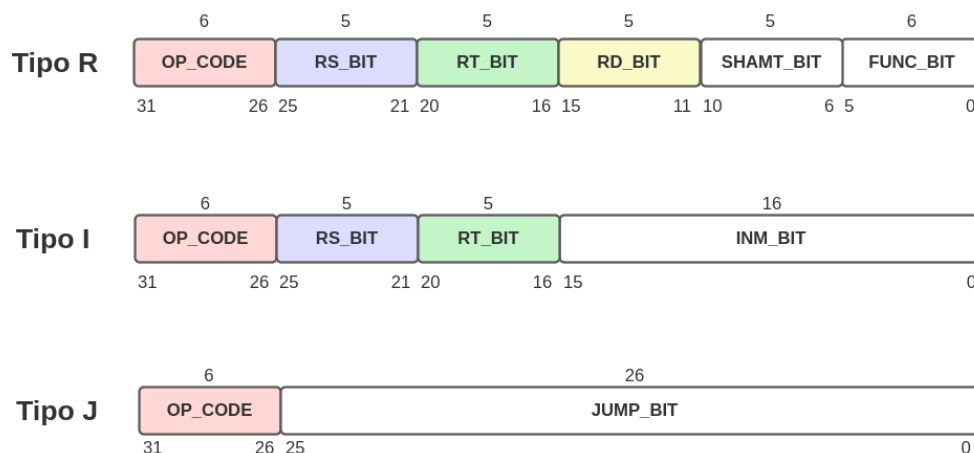 6 5 5 5 5 6
Tipo R OP_CODE RS_BIT RT_BIT RD_BIT SHAMT_BIT FUNC_BIT
31 26 25 21 20 16 15 11 10 6 5 0
6 5 5 16
Tipo I OP_CODE RS_BIT RT_BIT INM_BIT
31 26 25 21 20 16 15 0
6 26
Tipo J OP_CODE JUMP_BIT
31 26 25 0